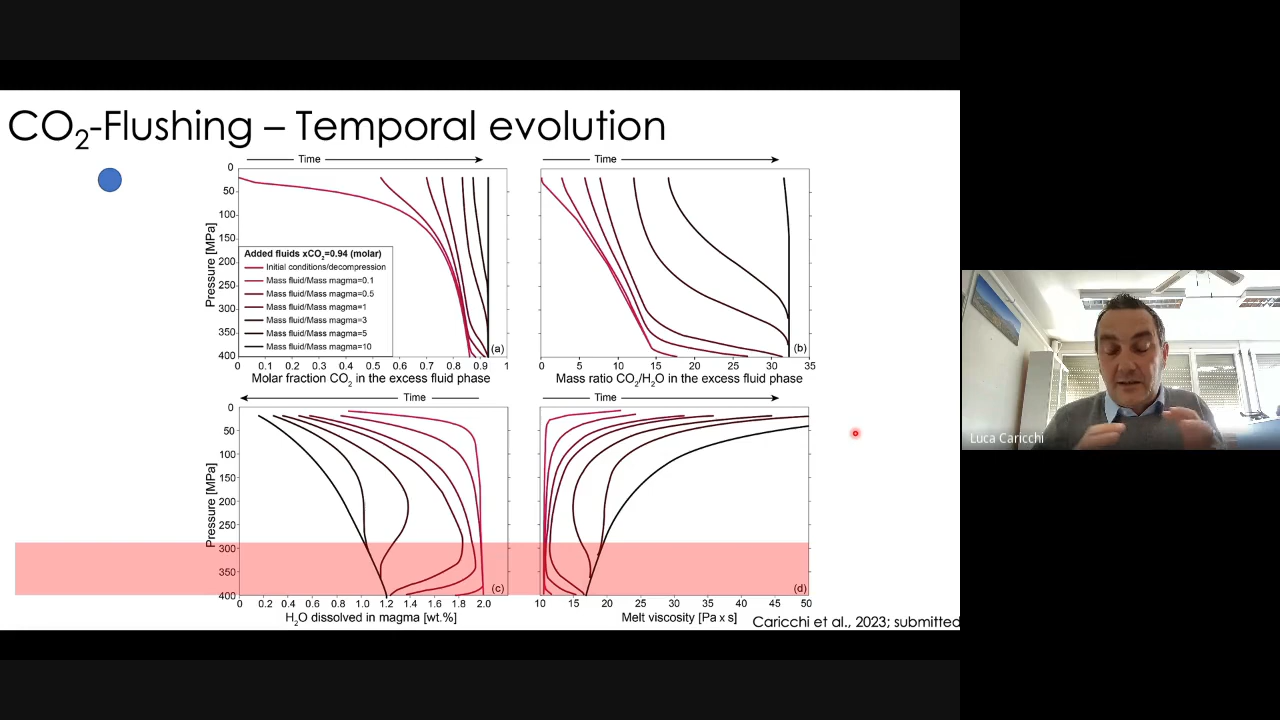 CO2-Flushing – Temporal evolution
Time
Time
0
50
100
150
200
250
300
350
400
Pressure [MPa]
Added fluids xCO2=0.94 (molar)
Initial conditions/decompression
Mass fluid/Mass magma=0.1
Mass fluid/Mass magma=0.5
Mass fluid/Mass magma=1
Mass fluid/Mass magma=3
Mass fluid/Mass magma=5
Mass fluid/Mass magma=10
(a)
(b)
0 0.1 0.2 0.3 0.4 0.5 0.6 0.7 0.8 0.9 1
Molar fraction CO2 in the excess fluid phase
0 5 10 15 20 25 30 35
Mass ratio CO2/H2O in the excess fluid phase
Time
Time
0
50
100
150
200
250
300
350
400
Pressure [MPa]
(c)
(d)
0 0.2 0.4 0.6 0.8 1.0 1.2 1.4 1.6 1.8 2.0
H2O dissolved in magma [wt.%]
10 15 20 25 30 35 40 45 50
Melt viscosity [Pa x s]
Caricchi et al., 2023; submitted
Luca Caricchi